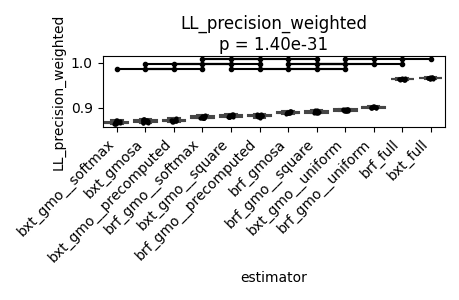 LL_precision_weighted
p = 1.40e-31
LL_precision_weighted
1.0
0.9
bxt_gmo__softmax
bxt_gmosa
bxt_gmo__precomputed
brf_gmo__softmax
bxt_gmo__square
brf_gmo__precomputed
brf_gmosa
brf_gmo__square
bxt_gmo__uniform
brf_gmo__uniform
brf_full
bxt_full
estimator